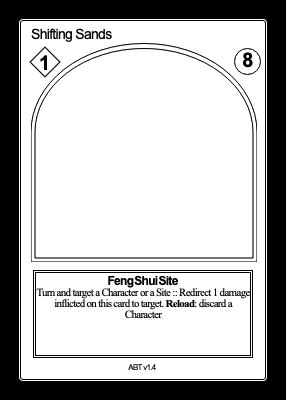 Shifting Sands
1
8
FengShuiSite
Turn and target a Character or a Site :: Redirect 1 damage
inflicted on this card to target. Reload: discard a
Character
ABT v1.4